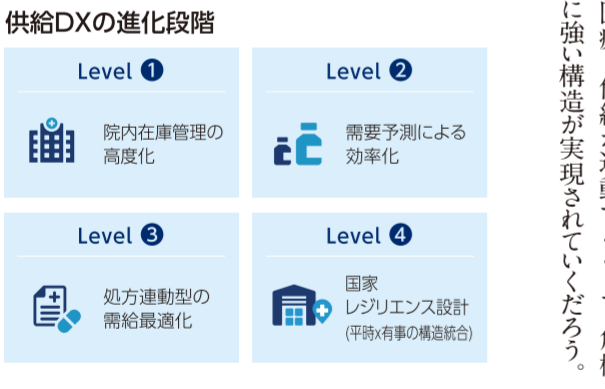 供給DXの進化段階
Level ❶
院内在庫管理の
高度化
Level ❷
需要予測による
効率化
Level ❸
処方連動型の
需給最適化
Level ❹
国家
レジリエンス設計
(平時x有事の構造統合)
に強い構造が実現されていくだろう。